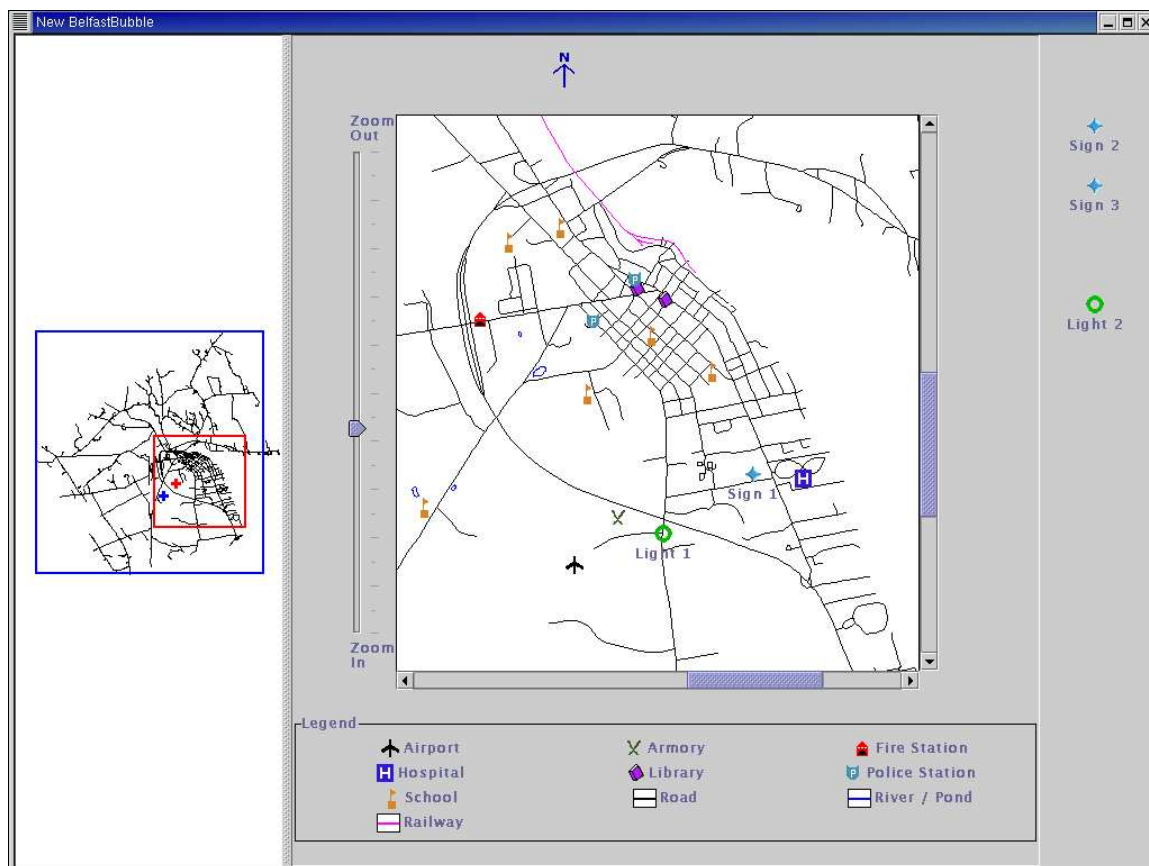 New BelfastBubble
N
Zoom
Out
Sign 2
Sign 3
P
P
Light 2
H
Sign 1
Light 1
Zoom
In
Legend
Airport
Armory
Fire Station
H Hospital
Library
P Police Station
School
Road
River / Pond
Railway